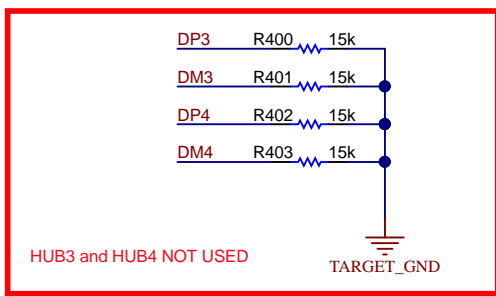 DP3 R400 15k
DM3 R401 15k
DP4 R402 15k
DM4 R403 15k
HUB3 and HUB4 NOT USED
TARGET_GND